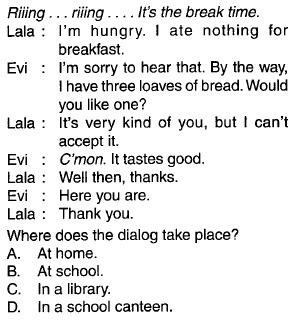 Riiing . . . riiing . . . . It's the break time.
Lala : I'm hungry. I ate nothing for
breakfast.
Evi : I'm sorry to hear that. By the way,
I have three loaves of bread. Would
you like one?
Lala : It's very kind of you, but I can't
accept it.
Evi : C'mon. It tastes good.
Lala : Well then, thanks.
Evi : Here you are.
Lala : Thank you.
Where does the dialog take place?
A. At home.
B. At school.
C. In a library.
D. In a school canteen.